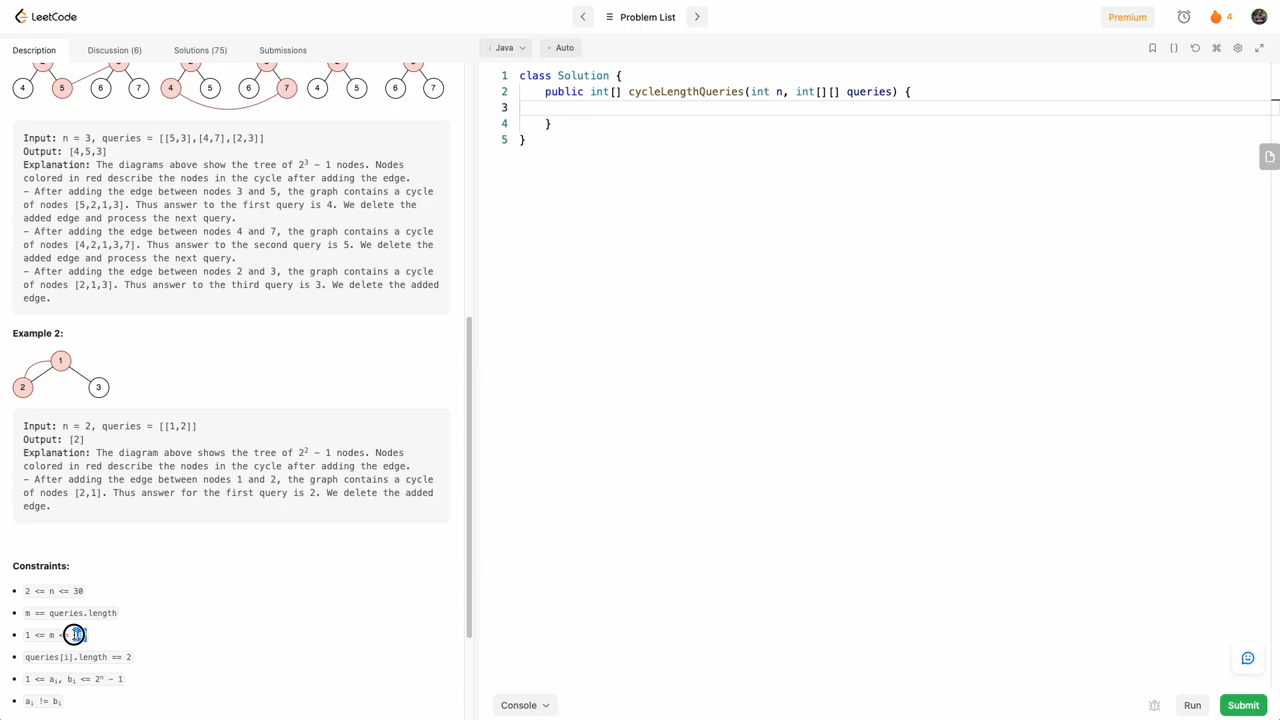 LeetCode
Problem List
Premium
4
Description
Discussion (6)
Solutions (75)
Submissions
i Java
• Auto
4 5 6 7 4 5 6 7 4 5 6 7
Input: n = 3, queries = [[5,3],[4,7],[2,3]]
Output: [4,5,3]
Explanation: The diagrams above show the tree of 2³ - 1 nodes. Nodes
colored in red describe the nodes in the cycle after adding the edge.
- After adding the edge between nodes 3 and 5, the graph contains a cycle
of nodes [5,2,1,3]. Thus answer to the first query is 4. We delete the
added edge and process the next query.
- After adding the edge between nodes 4 and 7, the graph contains a cycle
of nodes [4,2,1,3,7]. Thus answer to the second query is 5. We delete the
added edge and process the next query.
- After adding the edge between nodes 2 and 3, the graph contains a cycle
of nodes [2,1,3]. Thus answer to the third query is 3. We delete the added
edge.
Example 2:
1
2 3
Input: n = 2, queries = [[1,2]]
Output: [2]
Explanation: The diagram above shows the tree of 2² - 1 nodes. Nodes
colored in red describe the nodes in the cycle after adding the edge.
- After adding the edge between nodes 1 and 2, the graph contains a cycle
of nodes [2,1]. Thus answer for the first query is 2. We delete the added
edge.
Constraints:
• 2 <= n <= 30
• m == queries.length
• 1 <= m
• queries[i].length == 2
• 1 <= aᵢ, bᵢ <= 2ⁿ - 1
• aᵢ != bᵢ
1 class Solution {
2 public int[] cycleLengthQueries(int n, int[][] queries) {
3
4 }
5 }
Console
Run
Submit